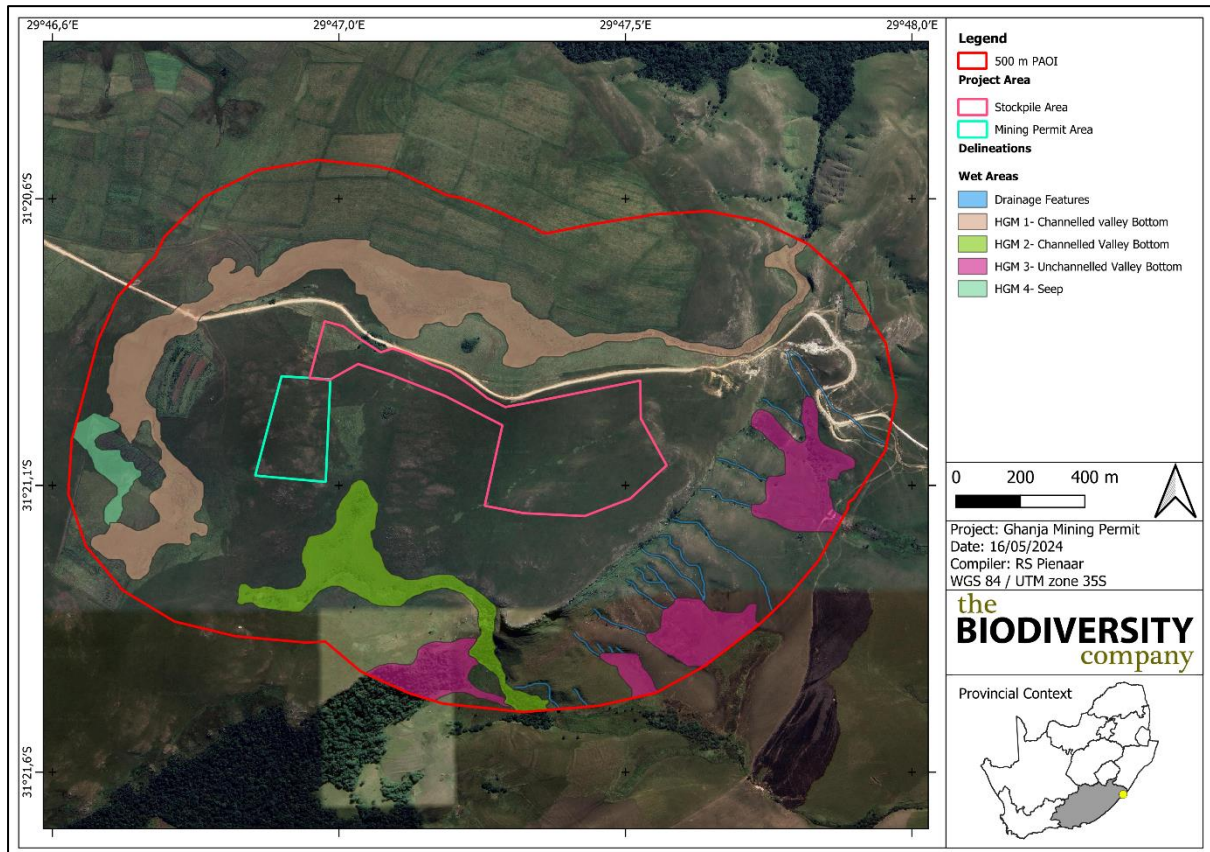 29°46,6'E
29°47,0'E
29°47,5'E
29°48,0'E
31°20,6'S
31°21,1'S
31°21,6'S
Legend
500 m PAOI
Project Area
Stockpile Area
Mining Permit Area
Delineations
Wet Areas
Drainage Features
HGM 1- Channelled valley Bottom
HGM 2- Channelled Valley Bottom
HGM 3- Unchannelled Valley Bottom
HGM 4- Seep
0 200 400 m
Project: Ghanja Mining Permit
Date: 16/05/2024
Compiler: RS Pienaar
WGS 84 / UTM zone 35S
the
BIODIVERSITY
company
Provincial Context